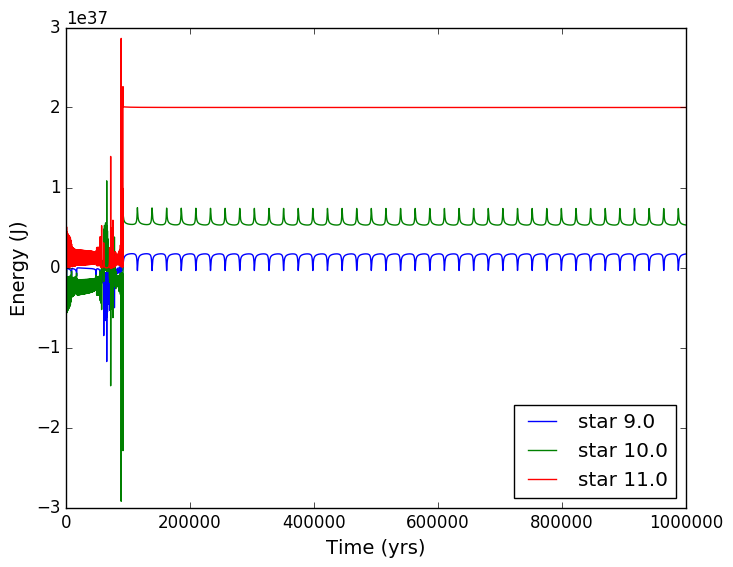 1e37
3
2
1
0
−1
−2
−3
Energy (J)
0 200000 400000 600000 800000 1000000
Time (yrs)
star 9.0
star 10.0
star 11.0